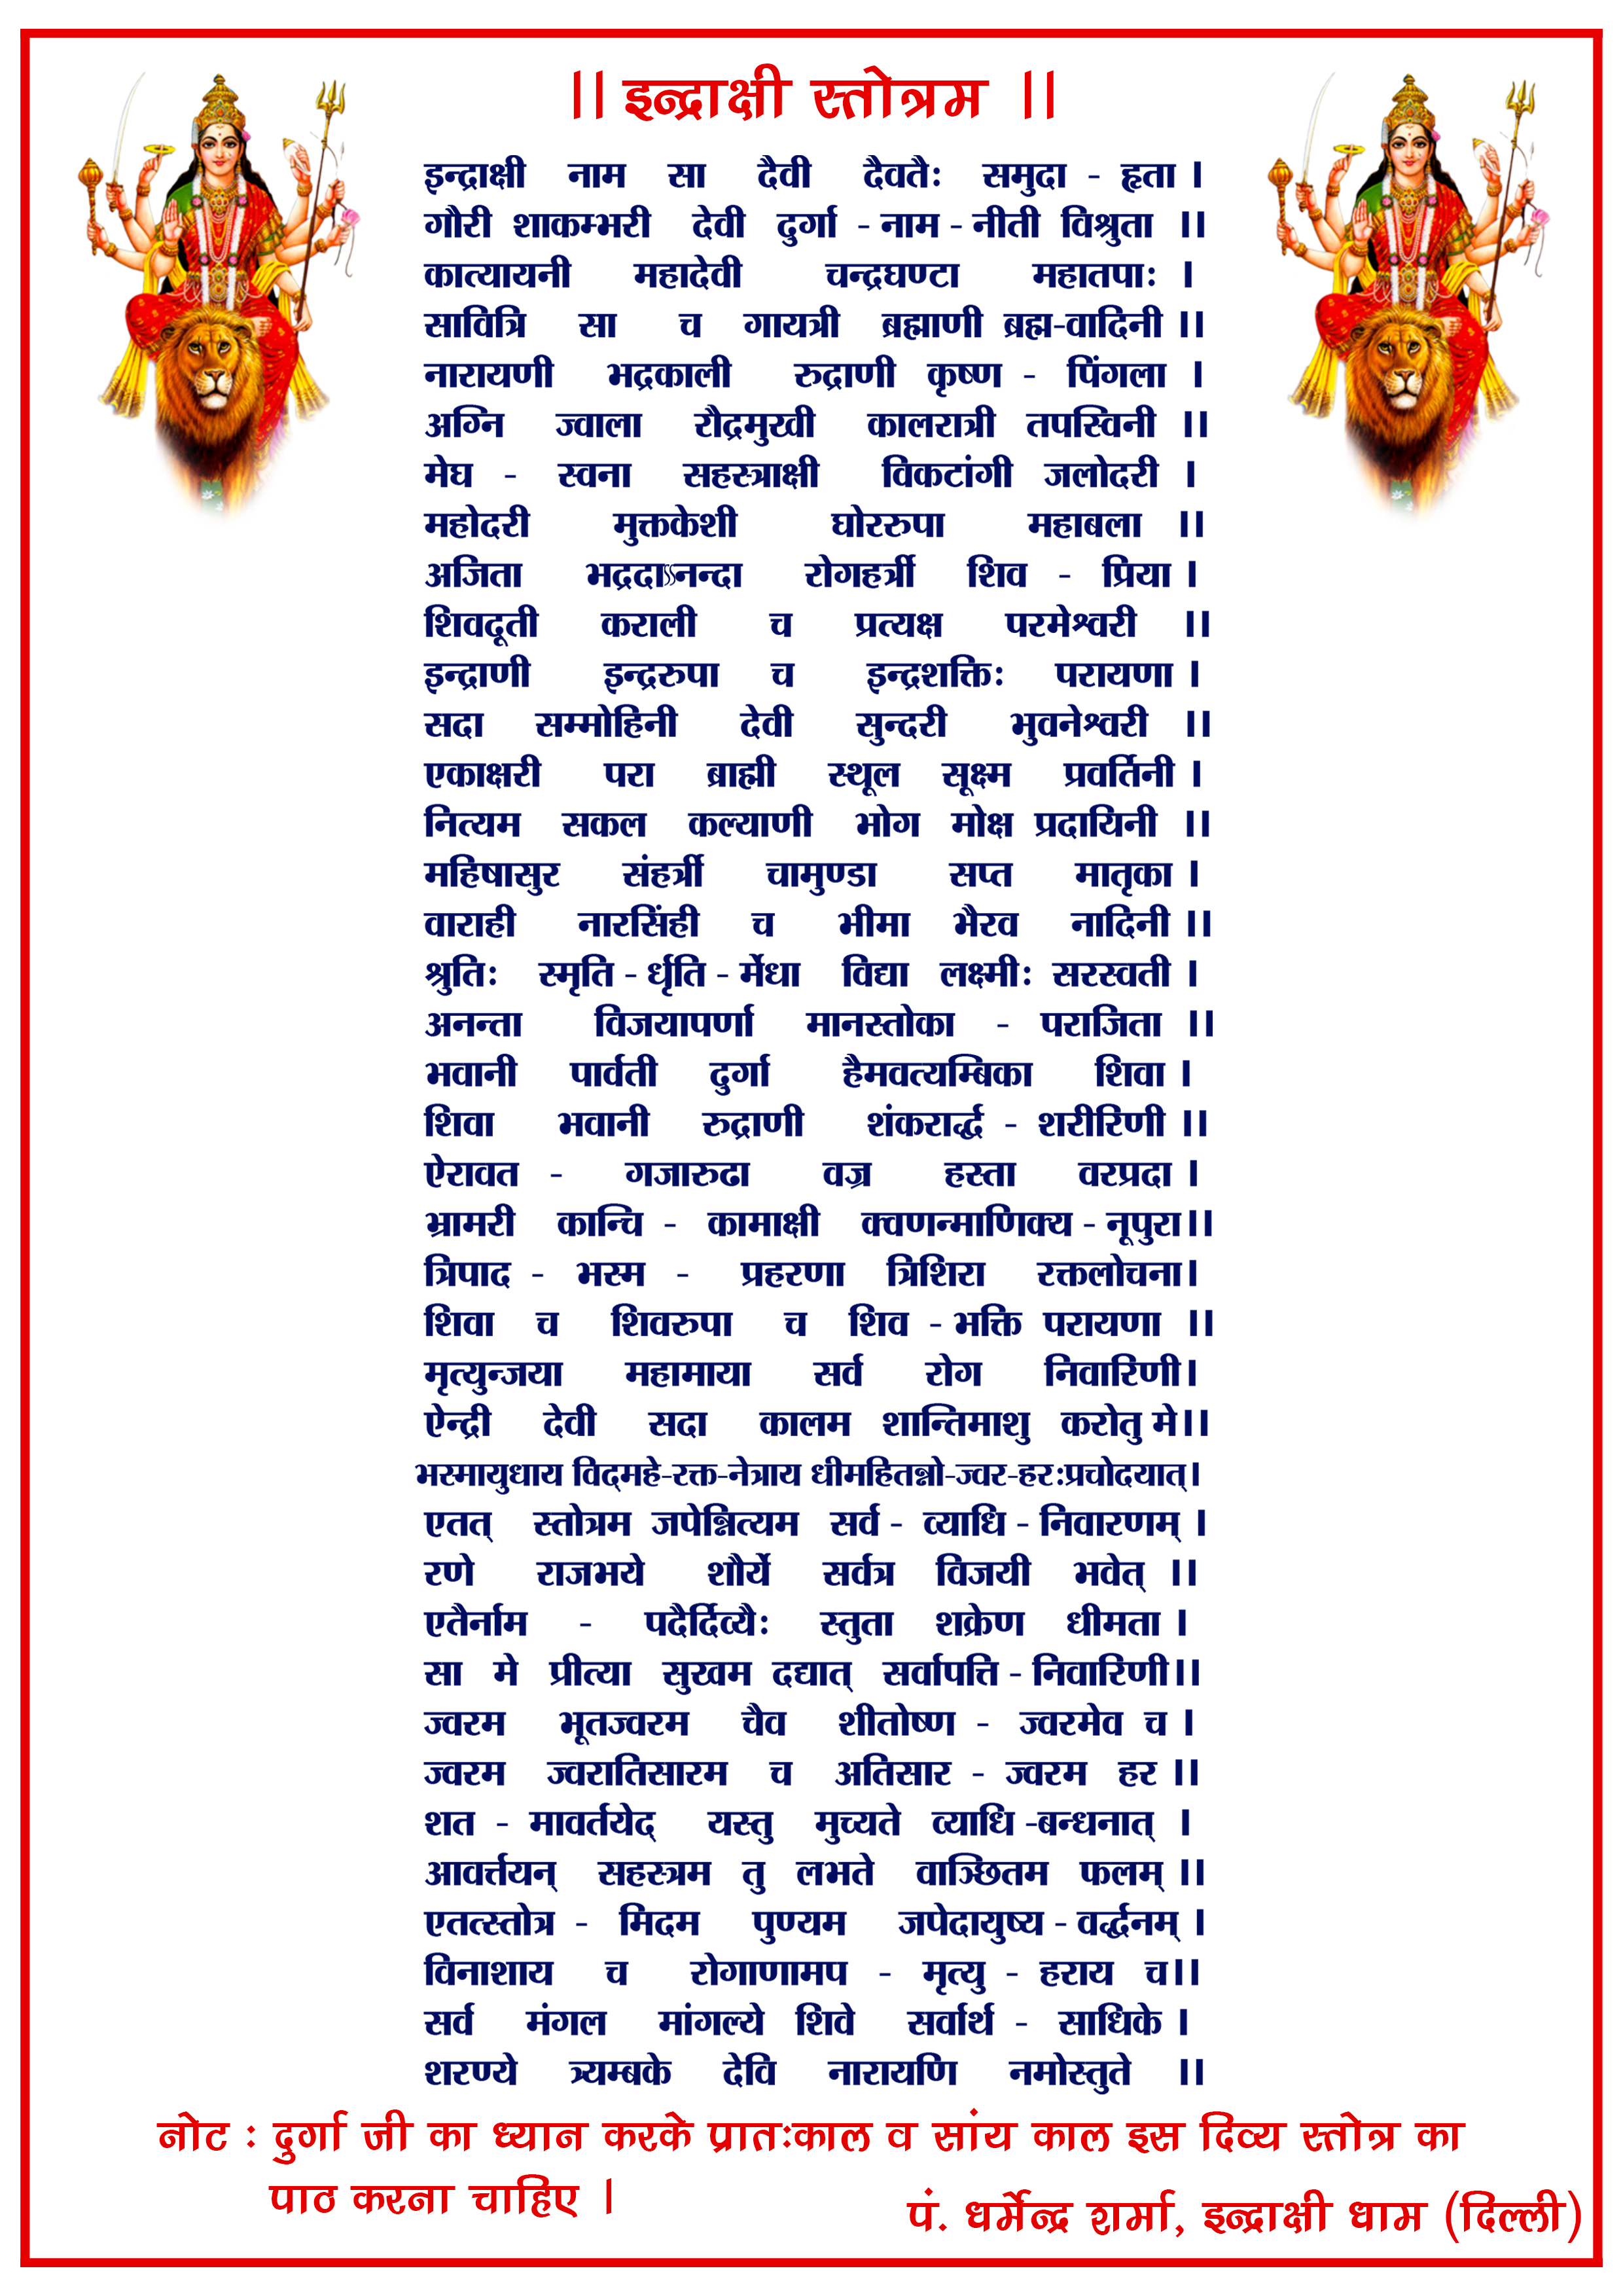 ।। इन्द्राक्षी स्तोत्रम ।।
इन्द्राक्षी नाम सा दैवी दैवतैः समुदा - हृता ।
गौरी शाकम्भरी देवी दुर्गा - नाम - नीती विश्रुता ।।
कात्यायनी महादेवी चन्द्रघण्टा महातपाः ।
सावित्रि सा च गायत्री ब्रह्माणी ब्रह्म-वादिनी ।।
नारायणी भद्रकाली रुद्राणी कृष्ण - पिंगला ।
अग्नि ज्वाला रौद्रमुखी कालरात्री तपस्विनी ।।
मेघ - स्वना सहस्त्राक्षी विकटांगी जलोदरी ।
महोदरी मुक्तकेशी घोररुपा महाबला ।।
अजिता भद्रदाऽनन्दा रोगहर्त्री शिव - प्रिया ।
शिवदूती कराली च प्रत्यक्ष परमेश्वरी ।।
इन्द्राणी इन्द्ररुपा च इन्द्रशक्तिः परायणा ।
सदा सम्मोहिनी देवी सुन्दरी भुवनेश्वरी ।।
एकाक्षरी परा ब्राह्मी स्थूल सूक्ष्म प्रवर्तिनी ।
नित्यम सकल कल्याणी भोग मोक्ष प्रदायिनी ।।
महिषासुर संहर्त्री चामुण्डा सप्त मातृका ।
वाराही नारसिंही च भीमा भैरव नादिनी ।।
श्रुतिः स्मृति - र्धृति - र्मेधा विद्या लक्ष्मीः सरस्वती ।
अनन्ता विजयापर्णा मानस्तोका - पराजिता ।।
भवानी पार्वती दुर्गा हैमवत्यम्बिका शिवा ।
शिवा भवानी रुद्राणी शंकरार्द्ध - शरीरिणी ।।
ऐरावत - गजारुढा वज्र हस्ता वरप्रदा ।
भ्रामरी कान्चि - कामाक्षी क्वणन्माणिक्य - नूपुरा।।
त्रिपाद - भस्म - प्रहरणा त्रिशिरा रक्तलोचना।
शिवा च शिवरुपा च शिव - भक्ति परायणा ।।
मृत्युन्जया महामाया सर्व रोग निवारिणी।
ऐन्द्री देवी सदा कालम शान्तिमाशु करोतु मे।।
भस्मायुधाय विद्महे-रक्त-नेत्राय धीमहितन्नो-ज्वर-हरःप्रचोदयात्।
एतत् स्तोत्रम जपेन्नित्यम सर्व - व्याधि - निवारणम् ।
रणे राजभये शौर्ये सर्वत्र विजयी भवेत् ।।
एतैर्नाम - पदैर्दिव्यैः स्तुता शक्रेण धीमता ।
सा मे प्रीत्या सुखम दद्यात् सर्वापत्ति - निवारिणी।।
ज्वरम भूतज्वरम चैव शीतोष्ण - ज्वरमेव च ।
ज्वरम ज्वरातिसारम च अतिसार - ज्वरम हर ।।
शत - मावर्तयेद् यस्तु मुच्यते व्याधि -बन्धनात् ।
आवर्त्तयन् सहस्त्रम तु लभते वाञ्छितम फलम् ।।
एतत्स्तोत्र - मिदम पुण्यम जपेदायुष्य - वर्द्धनम् ।
विनाशाय च रोगाणामप - मृत्यु - हराय च।।
सर्व मंगल मांगल्ये शिवे सर्वार्थ - साधिके ।
शरण्ये त्र्यम्बके देवि नारायणि नमोस्तुते ।।
नोट : दुर्गा जी का ध्यान करके प्रातःकाल व सांय काल इस दिव्य स्तोत्र का
पाठ करना चाहिए ।
पं. धर्मेन्द्र शर्मा, इन्द्राक्षी धाम (दिल्ली)